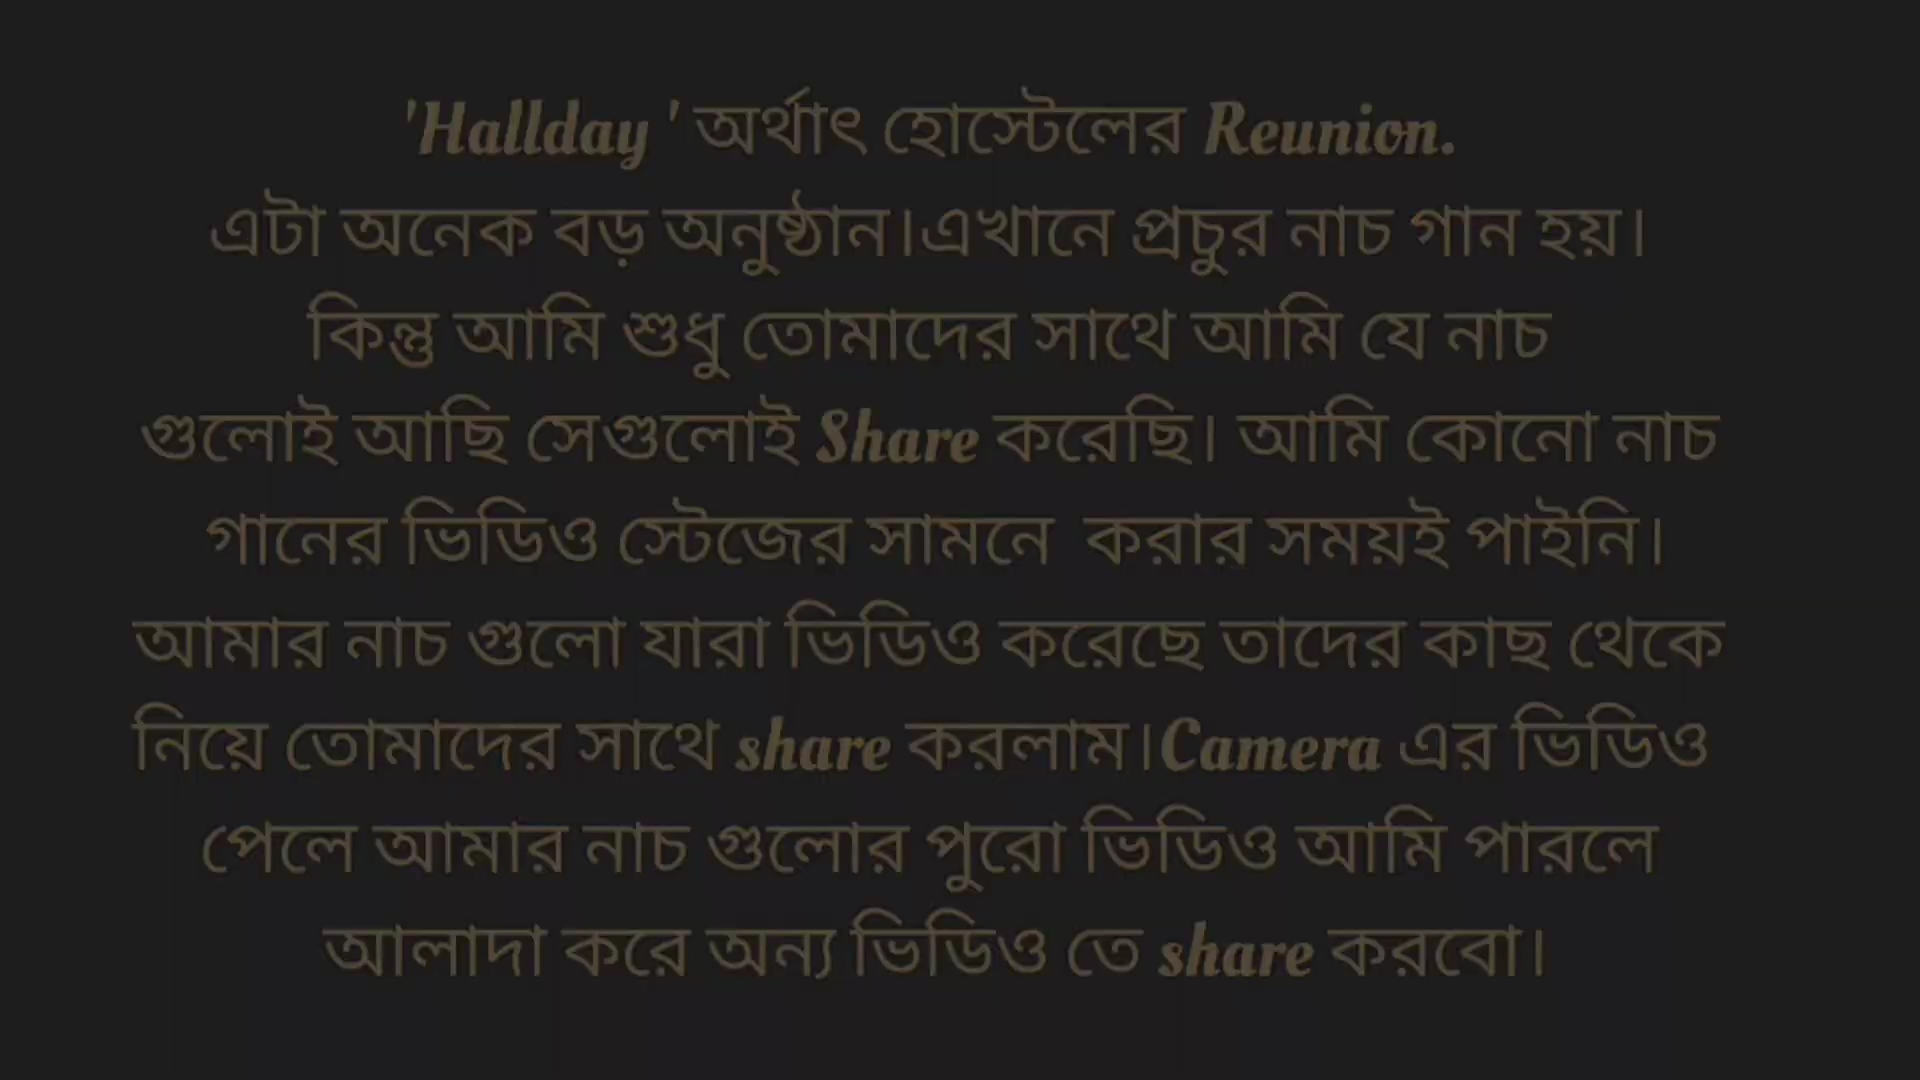 'Hallday ' অর্থাৎ হোস্টেলের Reunion.
এটা অনেক বড় অনুষ্ঠান।এখানে প্রচুর নাচ গান হয়।
কিন্তু আমি শুধু তোমাদের সাথে আমি যে নাচ
গুলোই আছি সেগুলোই Share করেছি। আমি কোনো নাচ
গানের ভিডিও স্টেজের সামনে  করার সময়ই পাইনি।
আমার নাচ গুলো যারা ভিডিও করেছে তাদের কাছ থেকে
নিয়ে তোমাদের সাথে share করলাম।Camera এর ভিডিও
পেলে আমার নাচ গুলোর পুরো ভিডিও আমি পারলে
আলাদা করে অন্য ভিডিও তে share করবো।